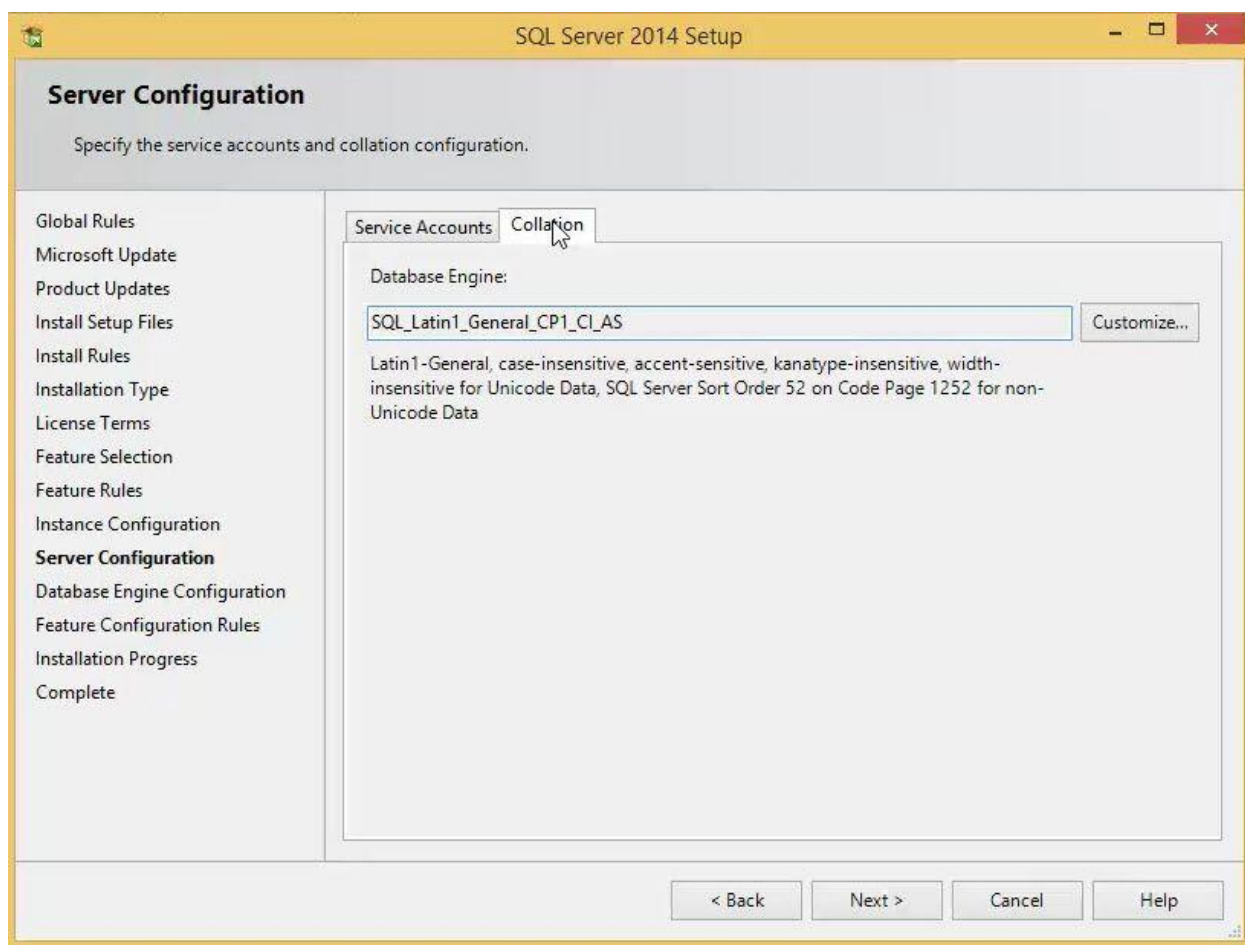 SQL Server 2014 Setup
Server Configuration
Specify the service accounts and collation configuration.
Global Rules
Microsoft Update
Product Updates
Install Setup Files
Install Rules
Installation Type
License Terms
Feature Selection
Feature Rules
Instance Configuration
Server Configuration
Database Engine Configuration
Feature Configuration Rules
Installation Progress
Complete
Service Accounts
Collation
Database Engine:
SQL_Latin1_General_CP1_CI_AS
Customize...
Latin1-General, case-insensitive, accent-sensitive, kanatype-insensitive, width-
insensitive for Unicode Data, SQL Server Sort Order 52 on Code Page 1252 for non-
Unicode Data
< Back
Next >
Cancel
Help